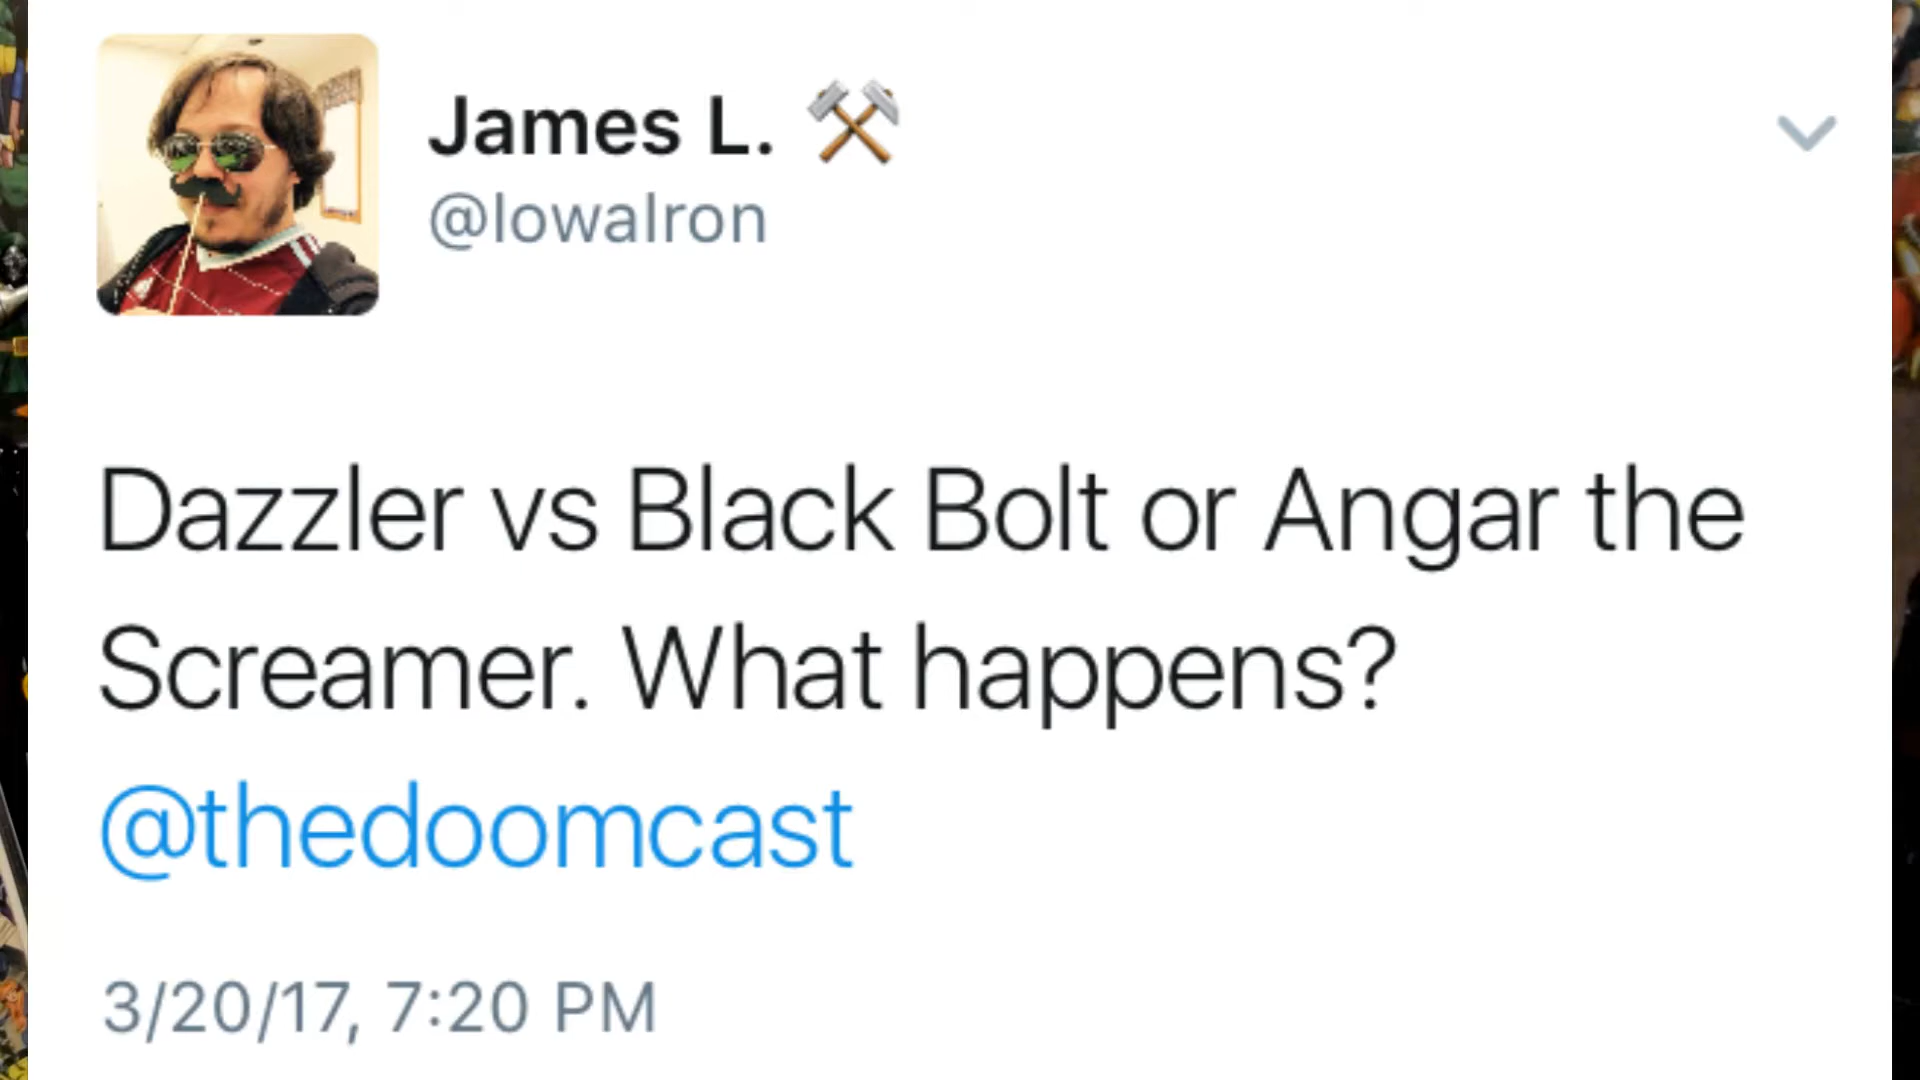 James L. ⚒
@IowaIron
Dazzler vs Black Bolt or Angar the
Screamer. What happens?
@thedoomcast
3/20/17, 7:20 PM